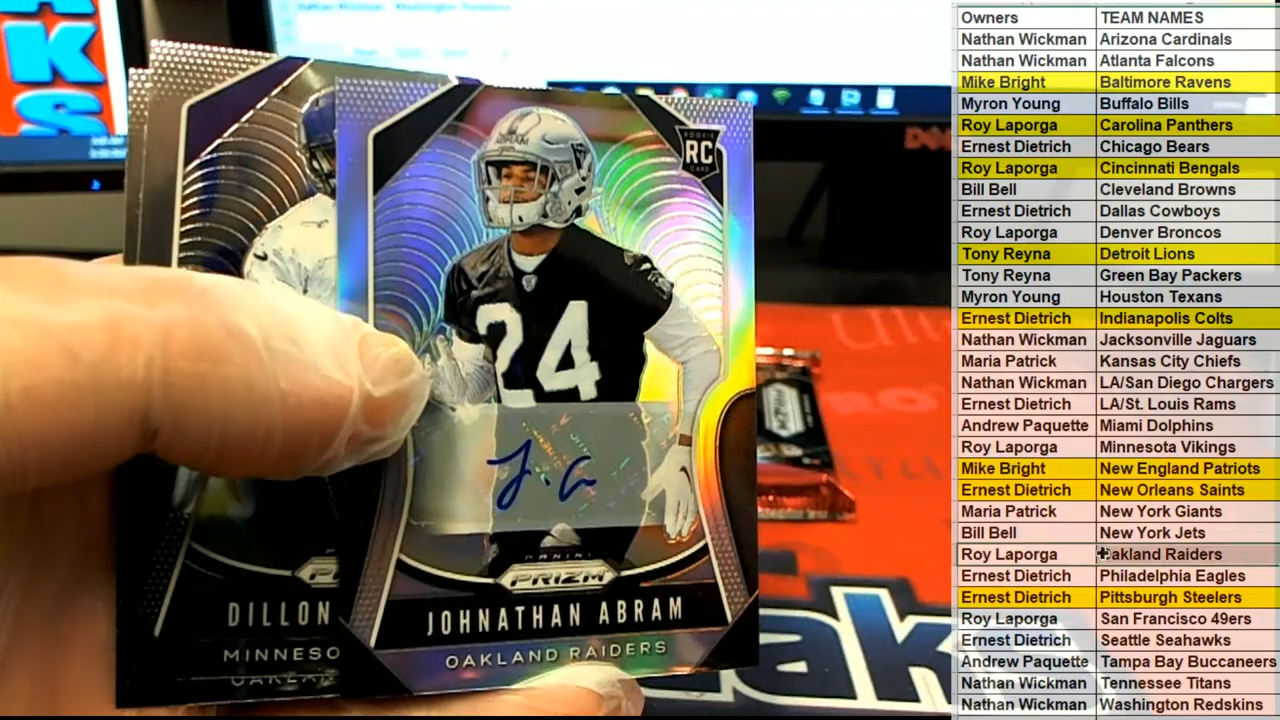 KS
ABRAM
ROOKIE
RC
CARD
24
J. A
PANINI
PRIZM
JOHNATHAN ABRAM
OAKLAND RAIDERS
DILLON
MINNESO
OAKLAN
PRIZM
Ul
ak
Owners TEAM NAMES
Nathan Wickman Arizona Cardinals
Nathan Wickman Atlanta Falcons
Mike Bright Baltimore Ravens
Myron Young Buffalo Bills
Roy Laporga Carolina Panthers
Ernest Dietrich Chicago Bears
Roy Laporga Cincinnati Bengals
Bill Bell Cleveland Browns
Ernest Dietrich Dallas Cowboys
Roy Laporga Denver Broncos
Tony Reyna Detroit Lions
Tony Reyna Green Bay Packers
Myron Young Houston Texans
Ernest Dietrich Indianapolis Colts
Nathan Wickman Jacksonville Jaguars
Maria Patrick Kansas City Chiefs
Nathan Wickman LA/San Diego Chargers
Ernest Dietrich LA/St. Louis Rams
Andrew Paquette Miami Dolphins
Roy Laporga Minnesota Vikings
Mike Bright New England Patriots
Ernest Dietrich New Orleans Saints
Maria Patrick New York Giants
Bill Bell New York Jets
Roy Laporga Oakland Raiders
Ernest Dietrich Philadelphia Eagles
Ernest Dietrich Pittsburgh Steelers
Roy Laporga San Francisco 49ers
Ernest Dietrich Seattle Seahawks
Andrew Paquette Tampa Bay Buccaneers
Nathan Wickman Tennessee Titans
Nathan Wickman Washington Redskins